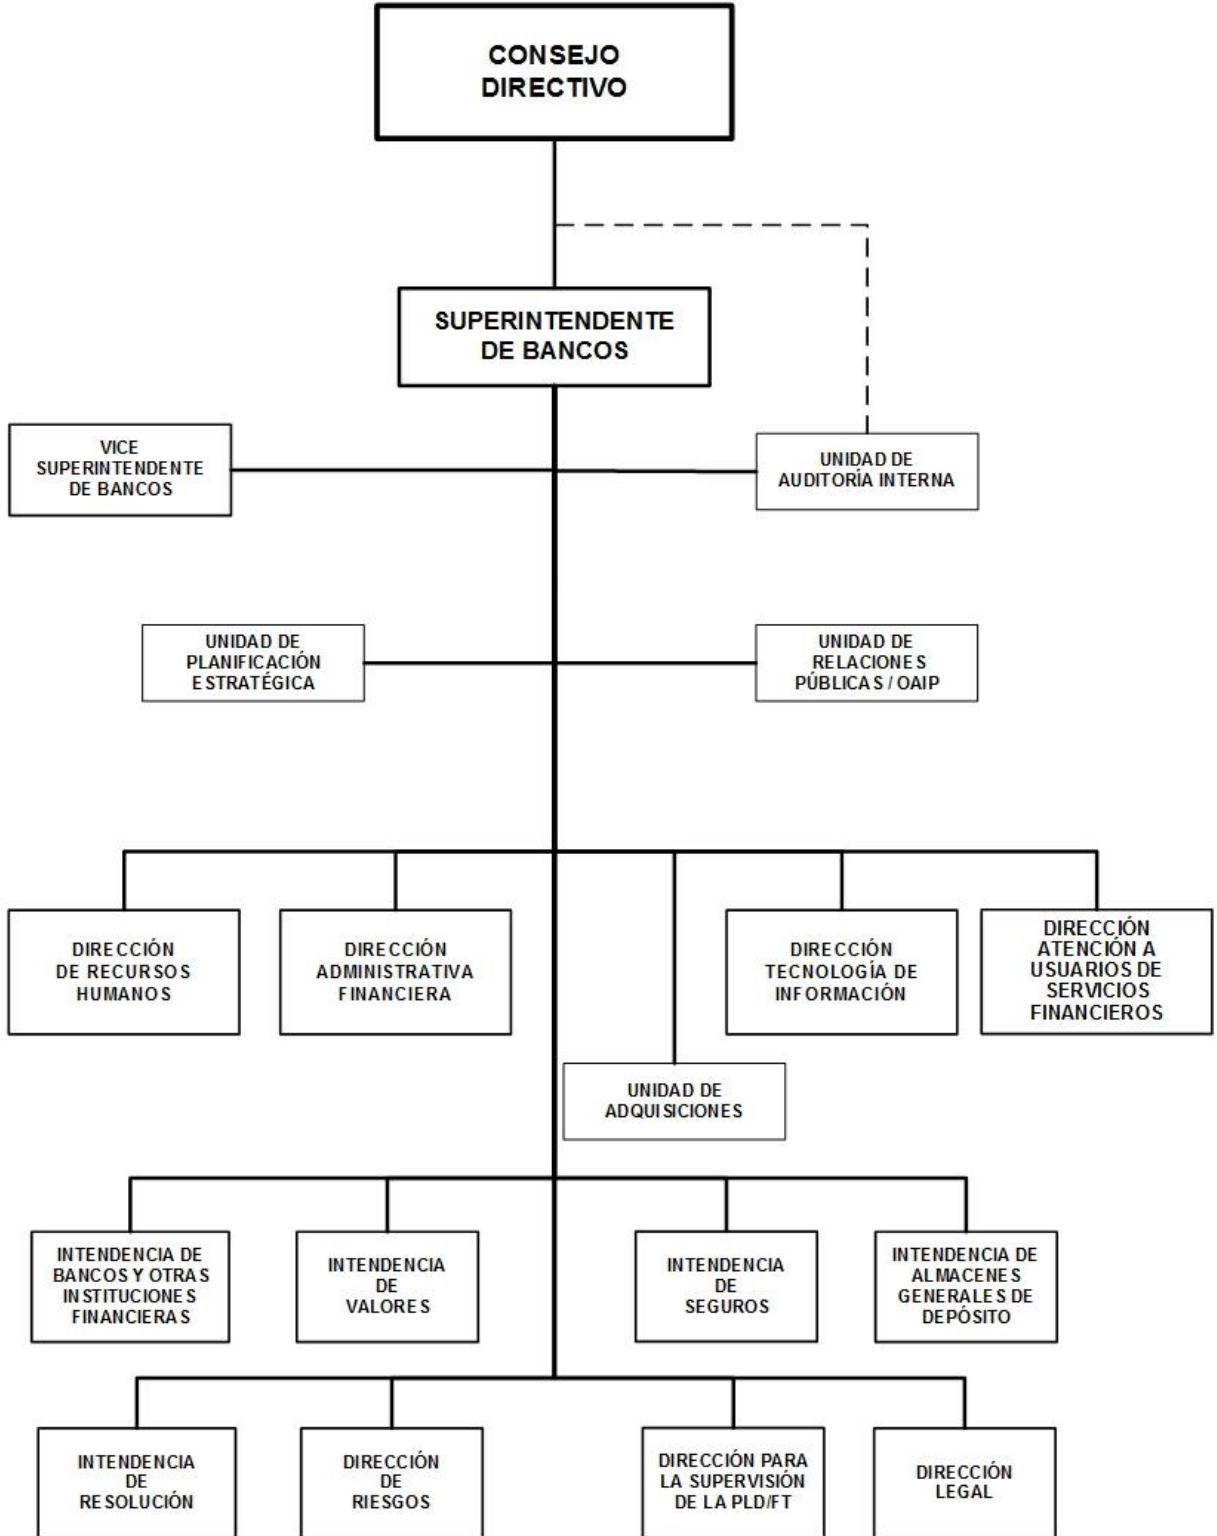 CONSEJO
DIRECTIVO
SUPERINTENDENTE
DE BANCOS
VICE
SUPERINTENDENTE
DE BANCOS
UNIDAD DE
AUDITORÍA INTERNA
UNIDAD DE
PLANIFICACIÓN
ESTRATÉGICA
UNIDAD DE
RELACIONES
PÚBLICAS / OAIP
DIRECCIÓN
DE RECURSOS
HUMANOS
DIRECCIÓN
ADMINISTRATIVA
FINANCIERA
DIRECCIÓN
TECNOLOGÍA DE
INFORMACIÓN
DIRECCIÓN
ATENCIÓN A
USUARIOS DE
SERVICIOS
FINANCIEROS
UNIDAD DE
ADQUISICIONES
INTENDENCIA DE
BANCOS Y OTRAS
INSTITUCIONES
FINANCIERAS
INTENDENCIA
DE
VALORES
INTENDENCIA
DE
SEGUROS
INTENDENCIA DE
ALMACENES
GENERALES DE
DEPÓSITO
INTENDENCIA
DE
RESOLUCIÓN
DIRECCIÓN
DE
RIESGOS
DIRECCIÓN PARA
LA SUPERVISIÓN
DE LA PLD/FT
DIRECCIÓN
LEGAL